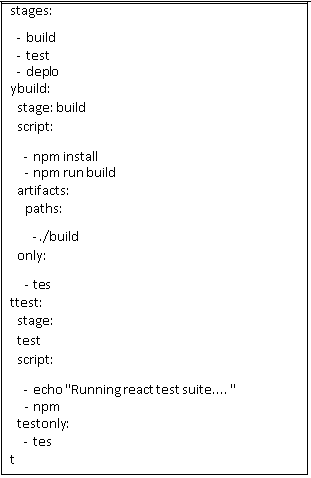 stages:
- build
- test
- deplo
ybuild:
stage: build
script:
- npm install
- npm run build
artifacts:
paths:
- ./build
only:
- tes
ttest:
stage:
test
script:
- echo "Running react test suite.... "
- npm
testonly:
- tes
t